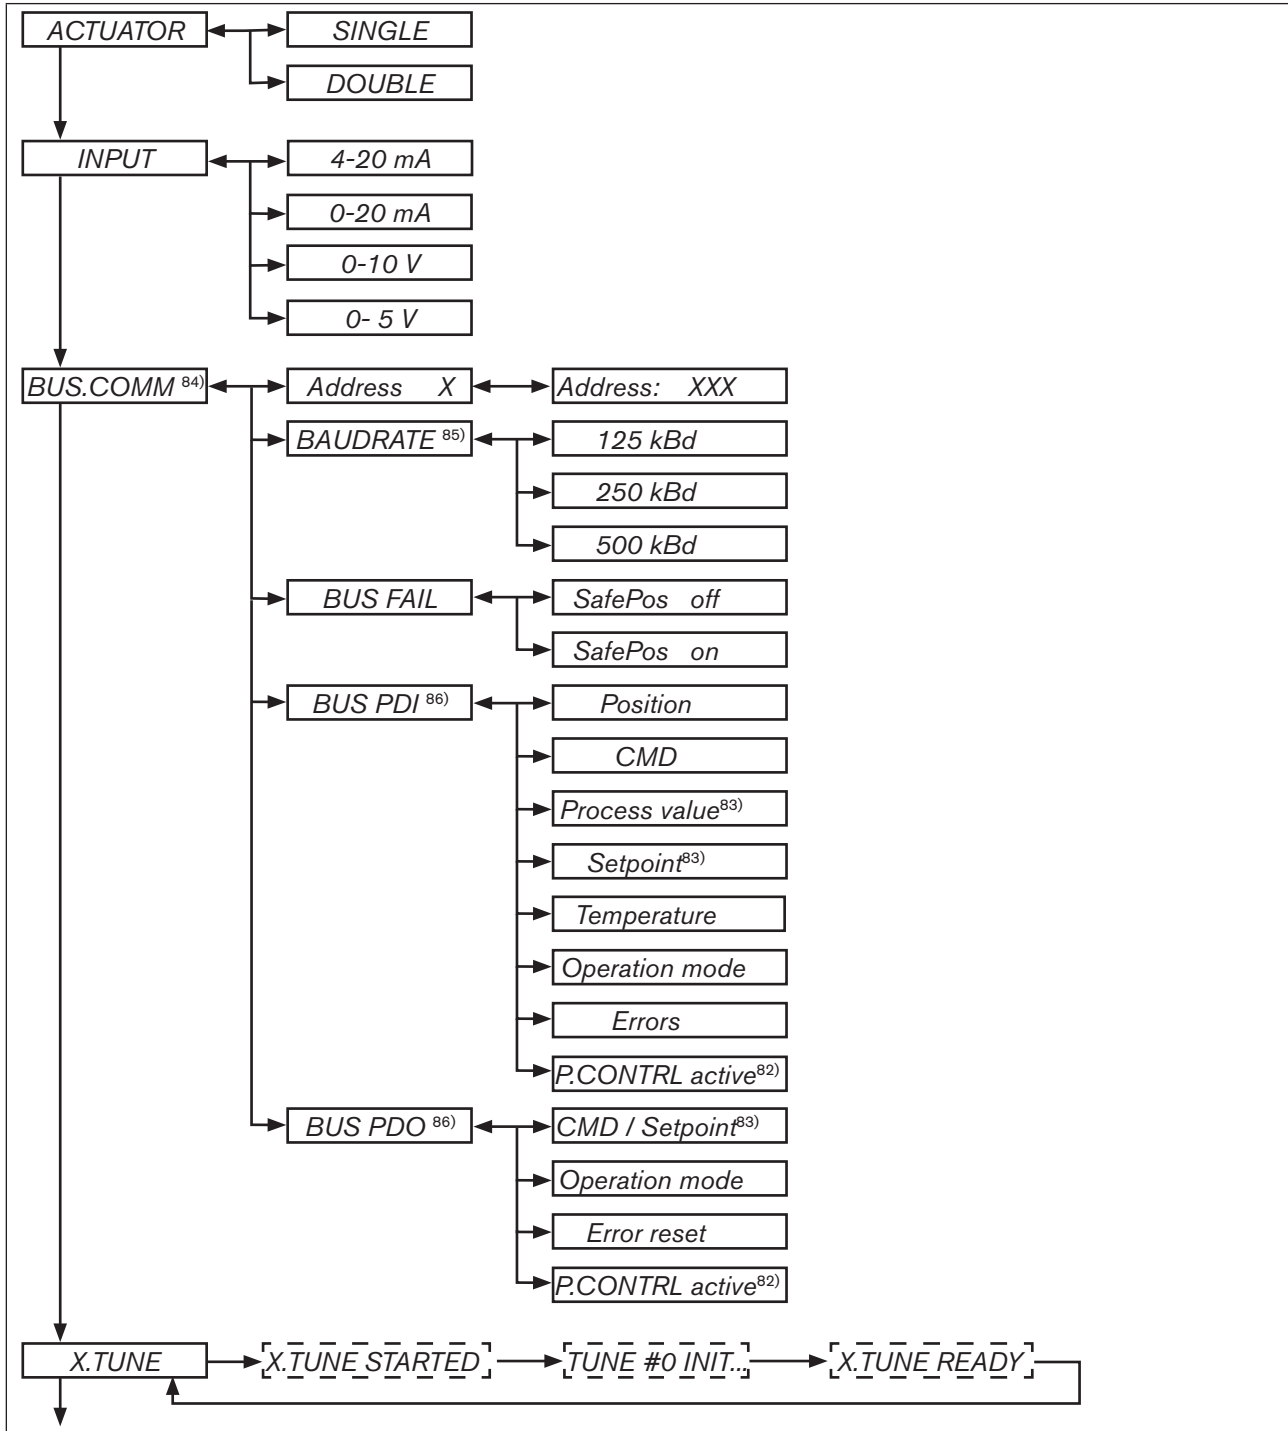 ACTUATOR SINGLE
DOUBLE
INPUT 4-20 mA
0-20 mA
0-10 V
0- 5 V
BUS.COMM 84) Address X Address: XXX
BAUDRATE 85) 125 kBd
250 kBd
500 kBd
BUS FAIL SafePos off
SafePos on
BUS PDI 86) Position
CMD
Process value83)
Setpoint83)
Temperature
Operation mode
Errors
P.CONTRL active82)
BUS PDO 86) CMD / Setpoint83)
Operation mode
Error reset
P.CONTRL active82)
X.TUNE X.TUNE STARTED TUNE #0 INIT... X.TUNE READY